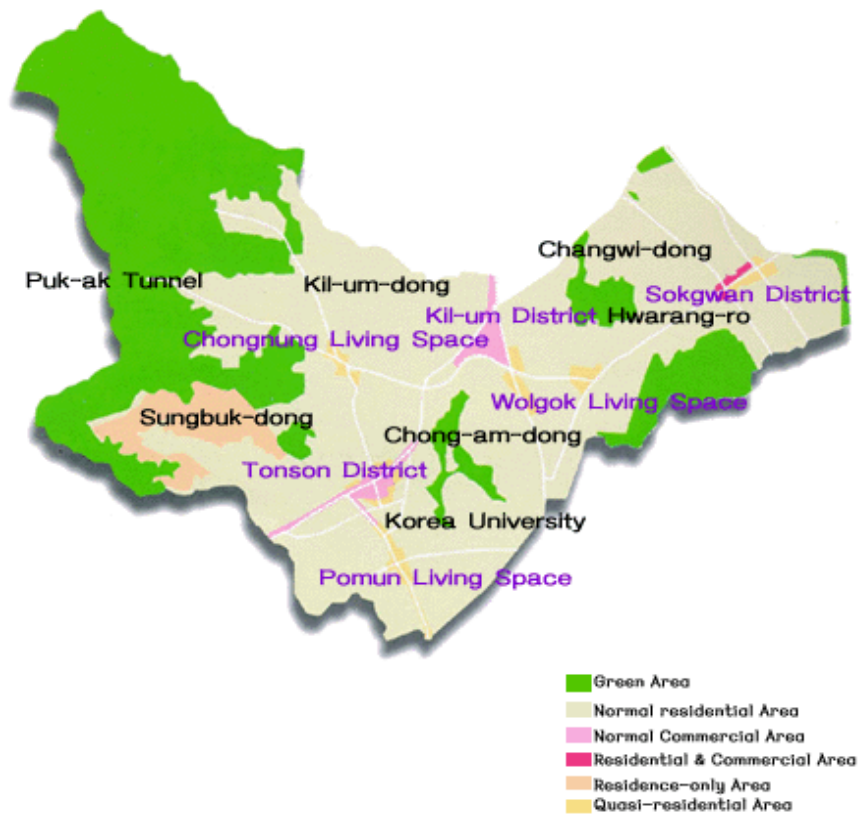 Changwi-dong
Puk-ak Tunnel
Kil-um-dong
Sokgwan District
Kil-um District
Hwarang-ro
Chongnung Living Space
Wolgok Living Space
Sungbuk-dong
Chong-am-dong
Tonson District
Korea University
Pomun Living Space
Green Area
Normal residential Area
Normal Commercial Area
Residential & Commercial Area
Residence-only Area
Quasi-residential Area